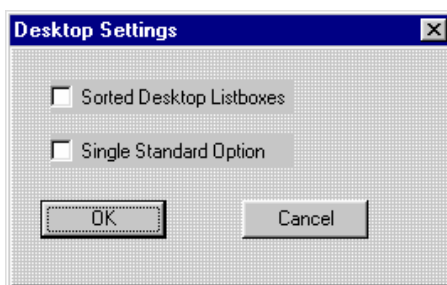 Desktop Settings
Sorted Desktop Listboxes
Single Standard Option
OK
Cancel